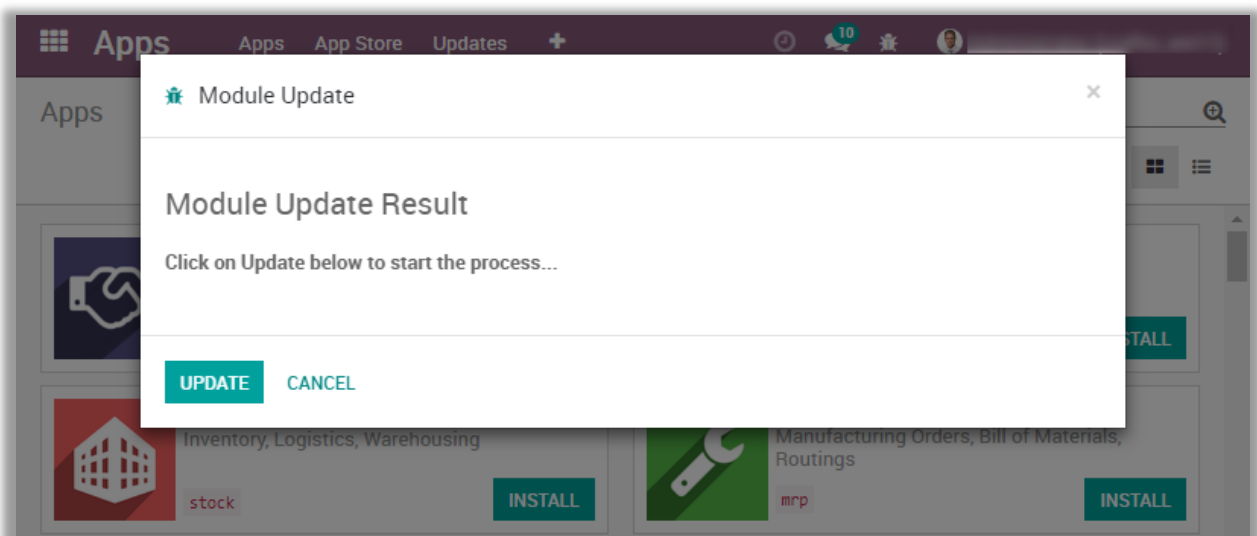 Apps Apps App Store Updates 10
Module Update
Apps
Module Update Result
Click on Update below to start the process...
STALL
UPDATE CANCEL
Inventory, Logistics, Warehousing
stock INSTALL
Manufacturing Orders, Bill of Materials,
Routings
mrp INSTALL